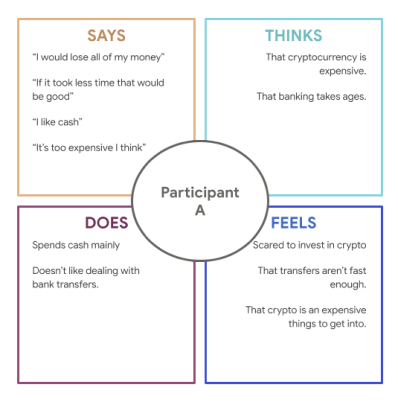 SAYS
“I would lose all of my money”
“If it took less time that would
be good”
“I like cash”
“It’s too expensive I think”
THINKS
That cryptocurrency is
expensive.
That banking takes ages.
Participant
A
DOES
Spends cash mainly
Doesn’t like dealing with
bank transfers.
FEELS
Scared to invest in crypto
That transfers aren’t fast
enough.
That crypto is an expensive
things to get into.